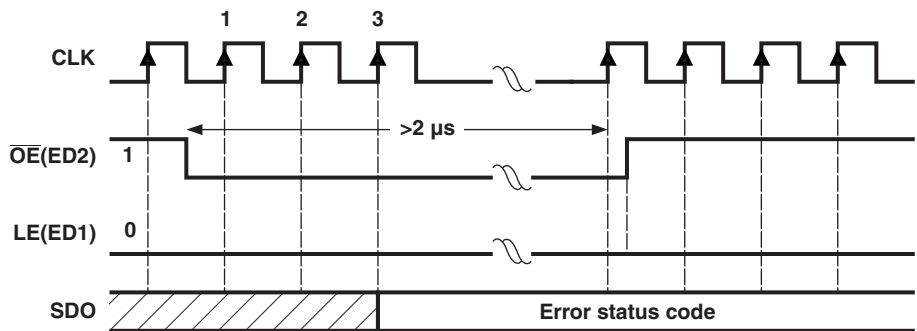 1 2 3
CLK
>2 µs
OE(ED2) 1
LE(ED1) 0
SDO Error status code